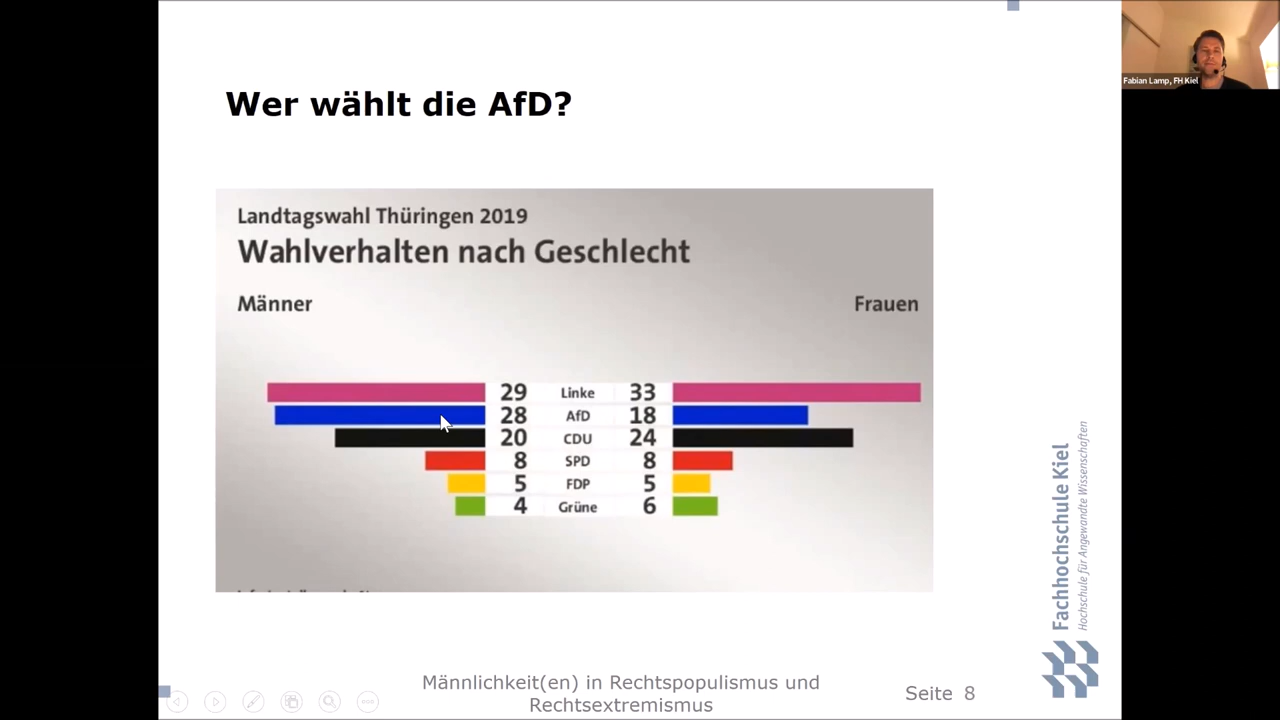 Fabian Lamp, FH Kiel
Wer wählt die AfD?
Landtagswahl Thüringen 2019
Wahlverhalten nach Geschlecht
Männer
Frauen
29 Linke 33
28 AfD 18
20 CDU 24
8 SPD 8
5 FDP 5
4 Grüne 6
Fachhochschule Kiel
Hochschule für Angewandte Wissenschaften
Männlichkeit(en) in Rechtspopulismus und
Rechtsextremismus
Seite 8